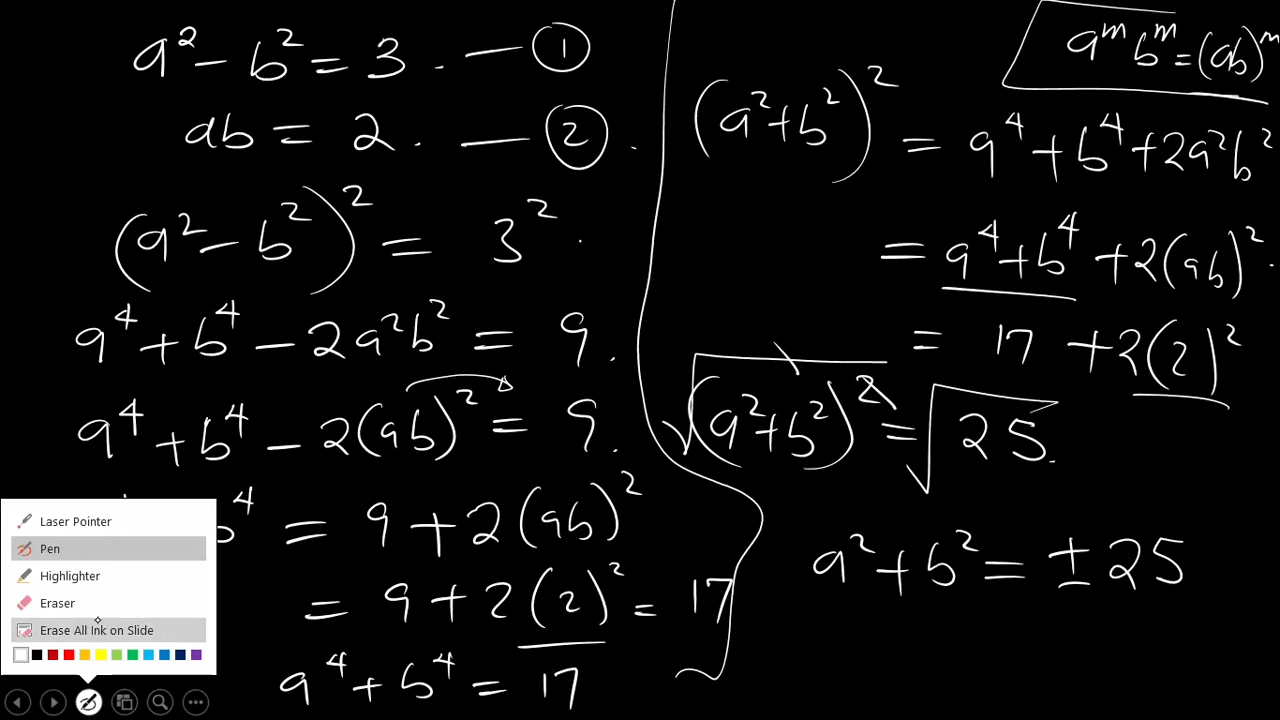 a² − b² = 3. — ①
ab = 2. — ②.
(a² − b²)² = 3².
a⁴ + b⁴ − 2a²b² = 9.
a⁴ + b⁴ − 2(ab)² = 9.
b⁴ = 9 + 2(ab)²
= 9 + 2(2)² = 17
a⁴ + b⁴ = 17
aᵐ bᵐ = (ab)ᵐ
(a² + b²)² = a⁴ + b⁴ + 2a²b²
= a⁴ + b⁴ + 2(ab)².
= 17 + 2(2)²
√(a² + b²)² = √25.
a² + b² = ± 25
Laser Pointer
Pen
Highlighter
Eraser
Erase All Ink on Slide